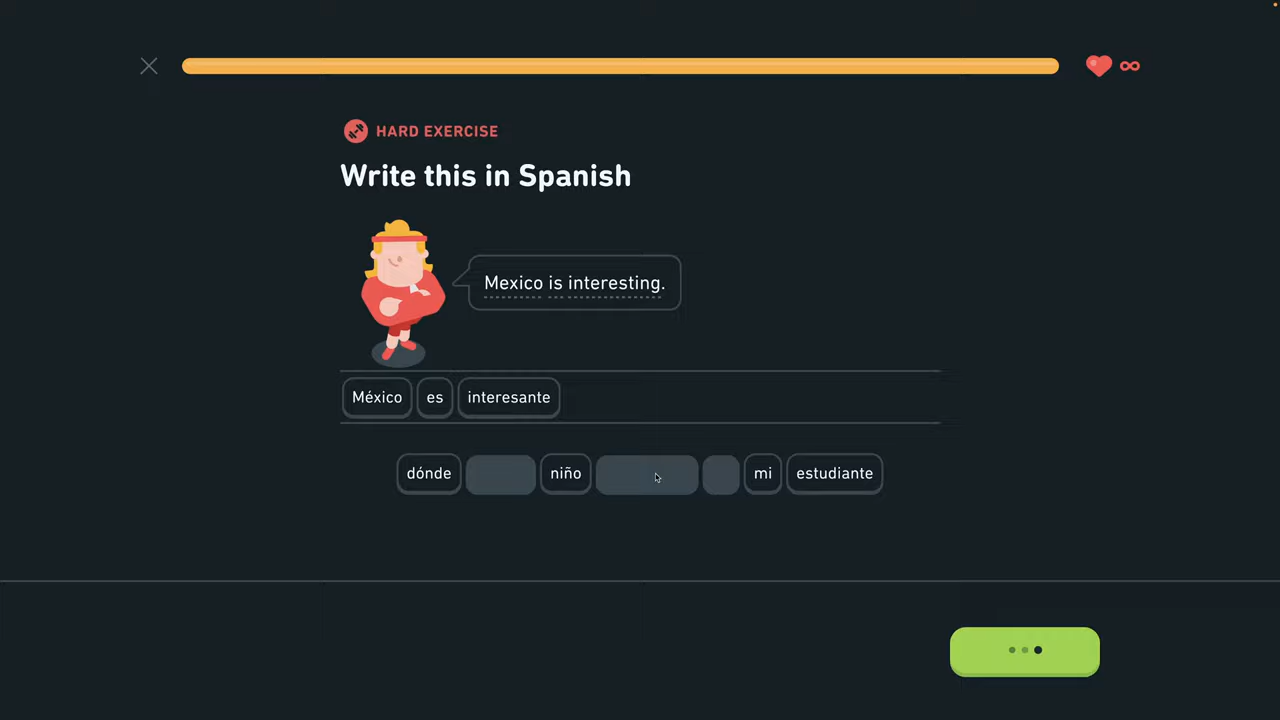 HARD EXERCISE
Write this in Spanish
Mexico is interesting.
México es interesante
dónde niño mi estudiante